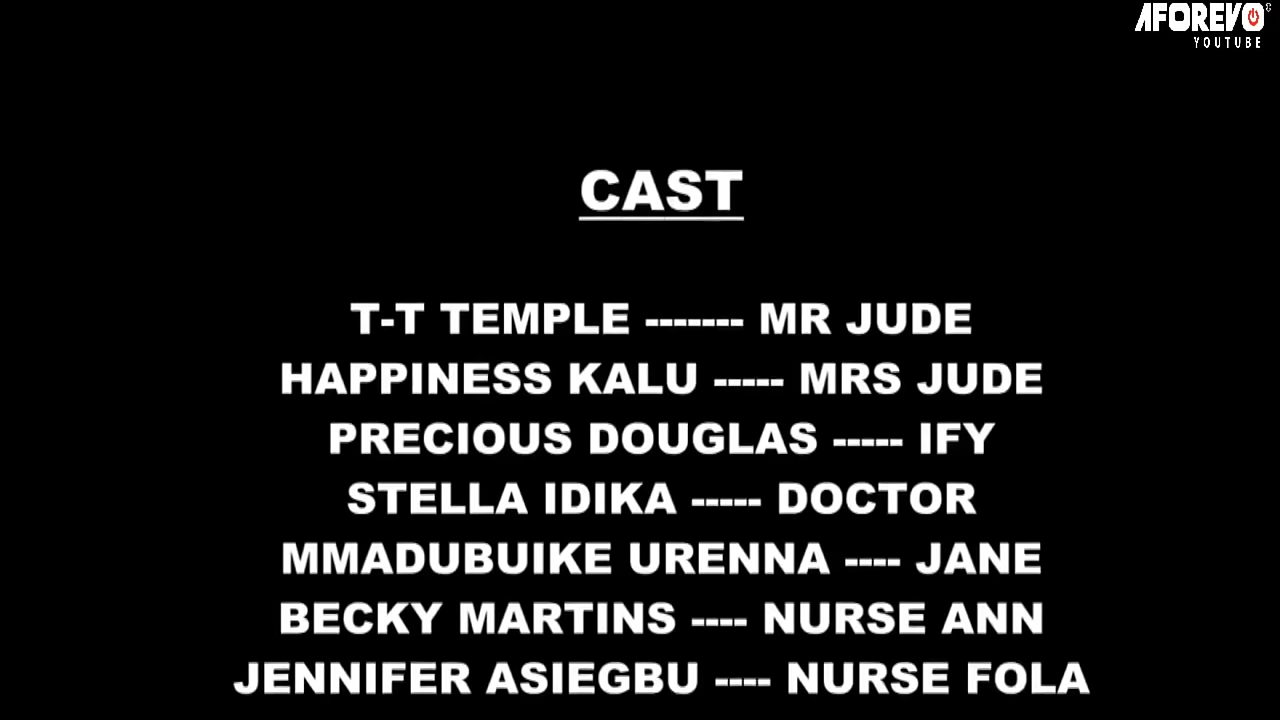 AFOREVO
YOUTUBE
CAST
T-T TEMPLE ------- MR JUDE
HAPPINESS KALU ----- MRS JUDE
PRECIOUS DOUGLAS ----- IFY
STELLA IDIKA ----- DOCTOR
MMADUBUIKE URENNA ---- JANE
BECKY MARTINS ---- NURSE ANN
JENNIFER ASIEGBU ---- NURSE FOLA